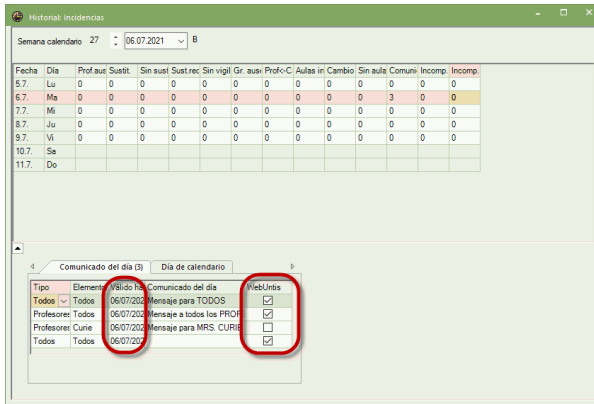 Historial: Incidencias
Semana calendario 27 06.07.2021 B
Fecha Día Prof.aus Sustit. Sin sust Sust.rec Sin vigil Gr. ause Prof<-C Aulas in Cambio Sin aula Comuni Incomp. Incomp.
5.7. Lu 0 0 0 0 0 0 0 0 0 0 0 0 0
6.7. Ma 0 0 0 0 0 0 0 0 0 0 3 0 0
7.7. Mi 0 0 0 0 0 0 0 0 0 0 0 0 0
8.7. Ju 0 0 0 0 0 0 0 0 0 0 0 0 0
9.7. Vi 0 0 0 0 0 0 0 0 0 0 0 0 0
10.7. Sa
11.7. Do
Comunicado del día (3) Día de calendario
Tipo Elemento Válido ha Comunicado del día WebUntis
Todos Todos 06/07/202 Mensaje para TODOS
Profesores Todos 06/07/202 Mensaje a todos los PROF
Profesores Curie 06/07/202 Mensaje para MRS. CURIE
Todos Todos 06/07/202